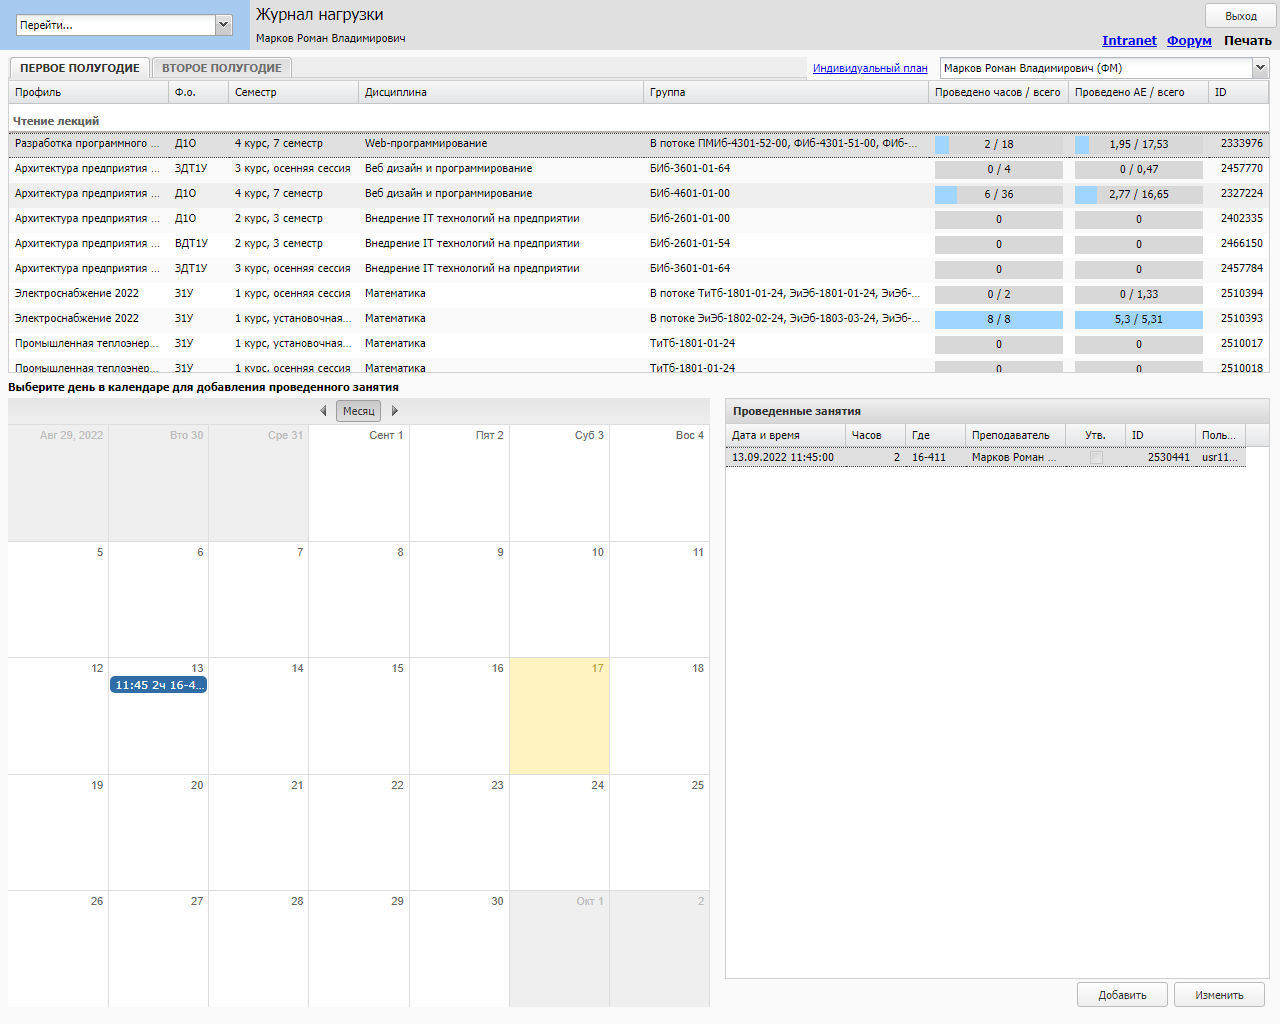 Перейти...
Журнал нагрузки
Марков Роман Владимирович
Выход
Intranet Форум Печать
ПЕРВОЕ ПОЛУГОДИЕ ВТОРОЕ ПОЛУГОДИЕ Индивидуальный план Марков Роман Владимирович (ФМ)
Профиль Ф.о. Семестр Дисциплина Группа Проведено часов / всего Проведено АЕ / всего ID
Чтение лекций
Разработка программного ... Д1О 4 курс, 7 семестр Web-программирование В потоке ПМИб-4301-52-00, ФИб-4301-51-00, ФИб-... 2 / 18 1,95 / 17,53 2333976
Архитектура предприятия ... ЗДТ1У 3 курс, осенняя сессия Веб дизайн и программирование БИб-3601-01-64 0 / 4 0 / 0,47 2457770
Архитектура предприятия ... Д1О 4 курс, 7 семестр Веб дизайн и программирование БИб-4601-01-00 6 / 36 2,77 / 16,65 2327224
Архитектура предприятия ... Д1О 2 курс, 3 семестр Внедрение IT технологий на предприятии БИб-2601-01-00 0 0 2402335
Архитектура предприятия ... ВДТ1У 2 курс, 3 семестр Внедрение IT технологий на предприятии БИб-2601-01-54 0 0 2466150
Архитектура предприятия ... ЗДТ1У 3 курс, осенняя сессия Внедрение IT технологий на предприятии БИб-3601-01-64 0 0 2457784
Электроснабжение 2022 З1У 1 курс, осенняя сессия Математика В потоке ТиТб-1801-01-24, ЭиЭб-1801-01-24, ЭиЭб-... 0 / 2 0 / 1,33 2510394
Электроснабжение 2022 З1У 1 курс, установочная... Математика В потоке ЭиЭб-1802-02-24, ЭиЭб-1803-03-24, ЭиЭб-... 8 / 8 5,3 / 5,31 2510393
Промышленная теплоэнер... З1У 1 курс, установочная... Математика ТиТб-1801-01-24 0 0 2510017
Промышленная теплоэнер... З1У 1 курс, осенняя сессия Математика ТиТб-1801-01-24 0 0 2510018
Выберите день в календаре для добавления проведенного занятия
Месяц
Авг 29, 2022 Вто 30 Сре 31 Сент 1 Пят 2 Суб 3 Вос 4
5 6 7 8 9 10 11
12 13 14 15 16 17 18
11:45 2ч 16-4...
19 20 21 22 23 24 25
26 27 28 29 30 Окт 1 2
Проведенные занятия
Дата и время Часов Где Преподаватель Утв. ID Поль...
13.09.2022 11:45:00 2 16-411 Марков Роман ... 2530441 usr11...
Добавить Изменить